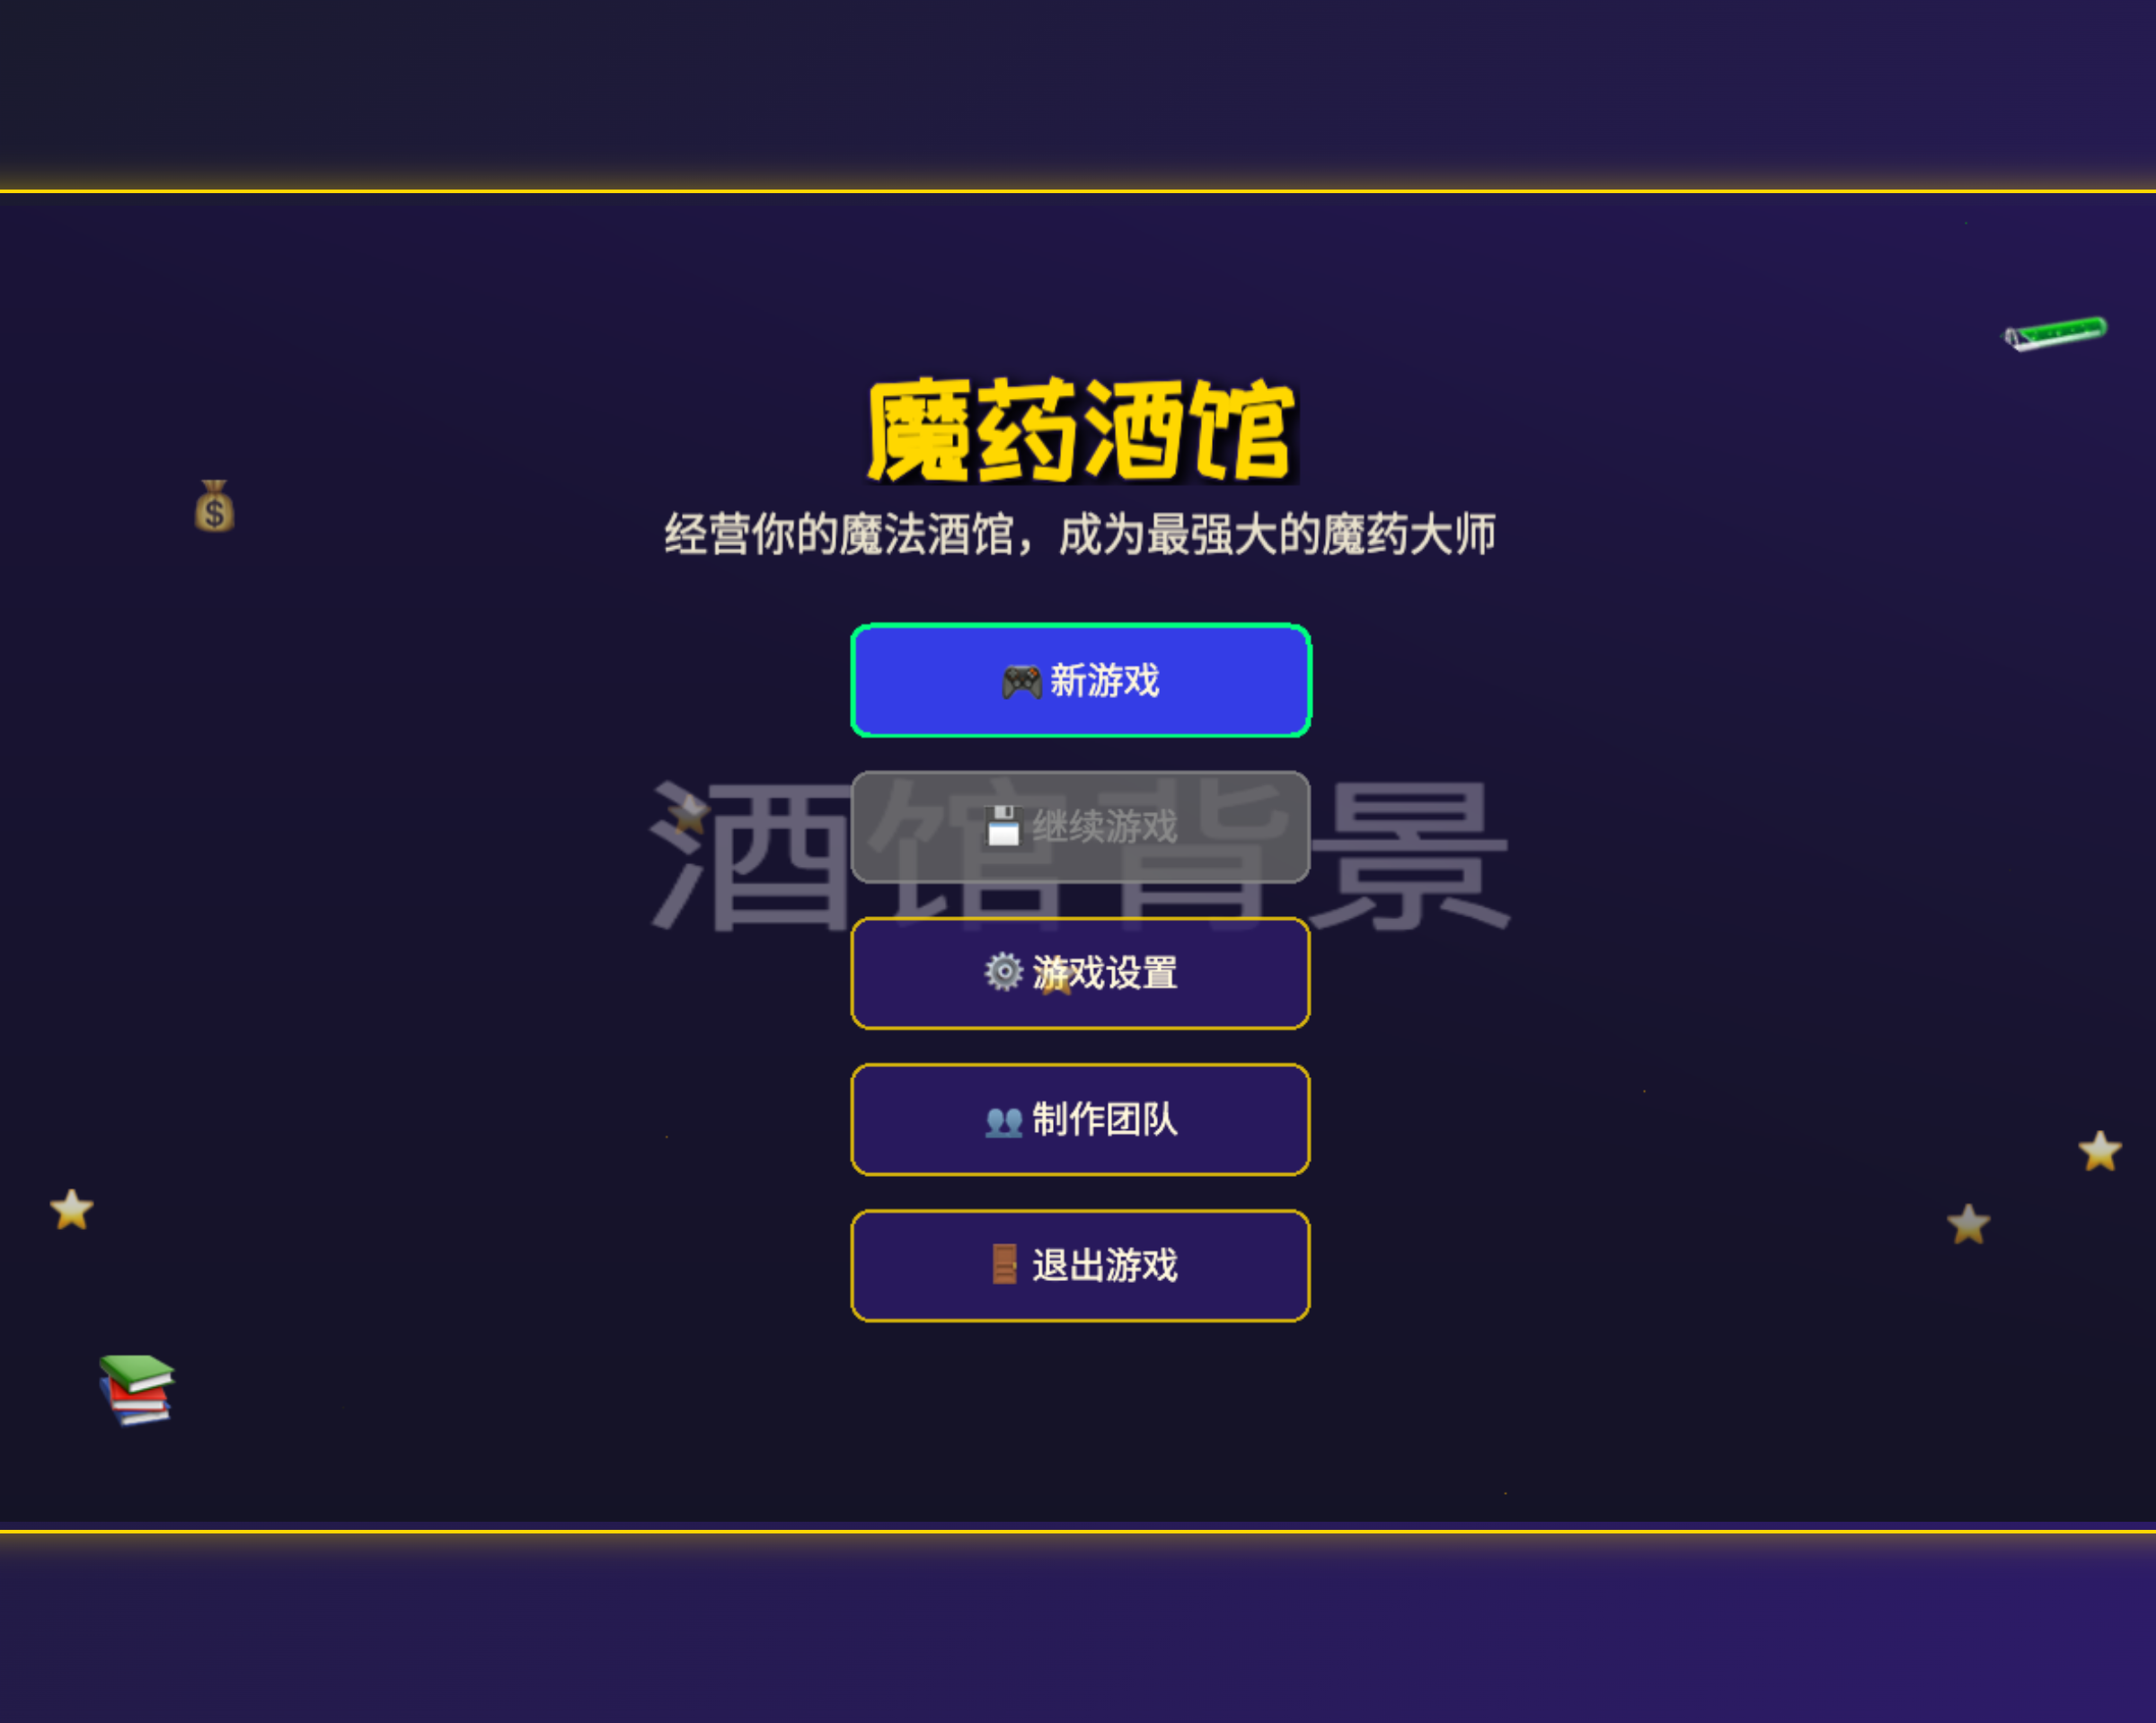 魔药酒馆
经营你的魔法酒馆，成为最强大的魔药大师
新游戏
继续游戏
酒馆背景
游戏设置
制作团队
退出游戏